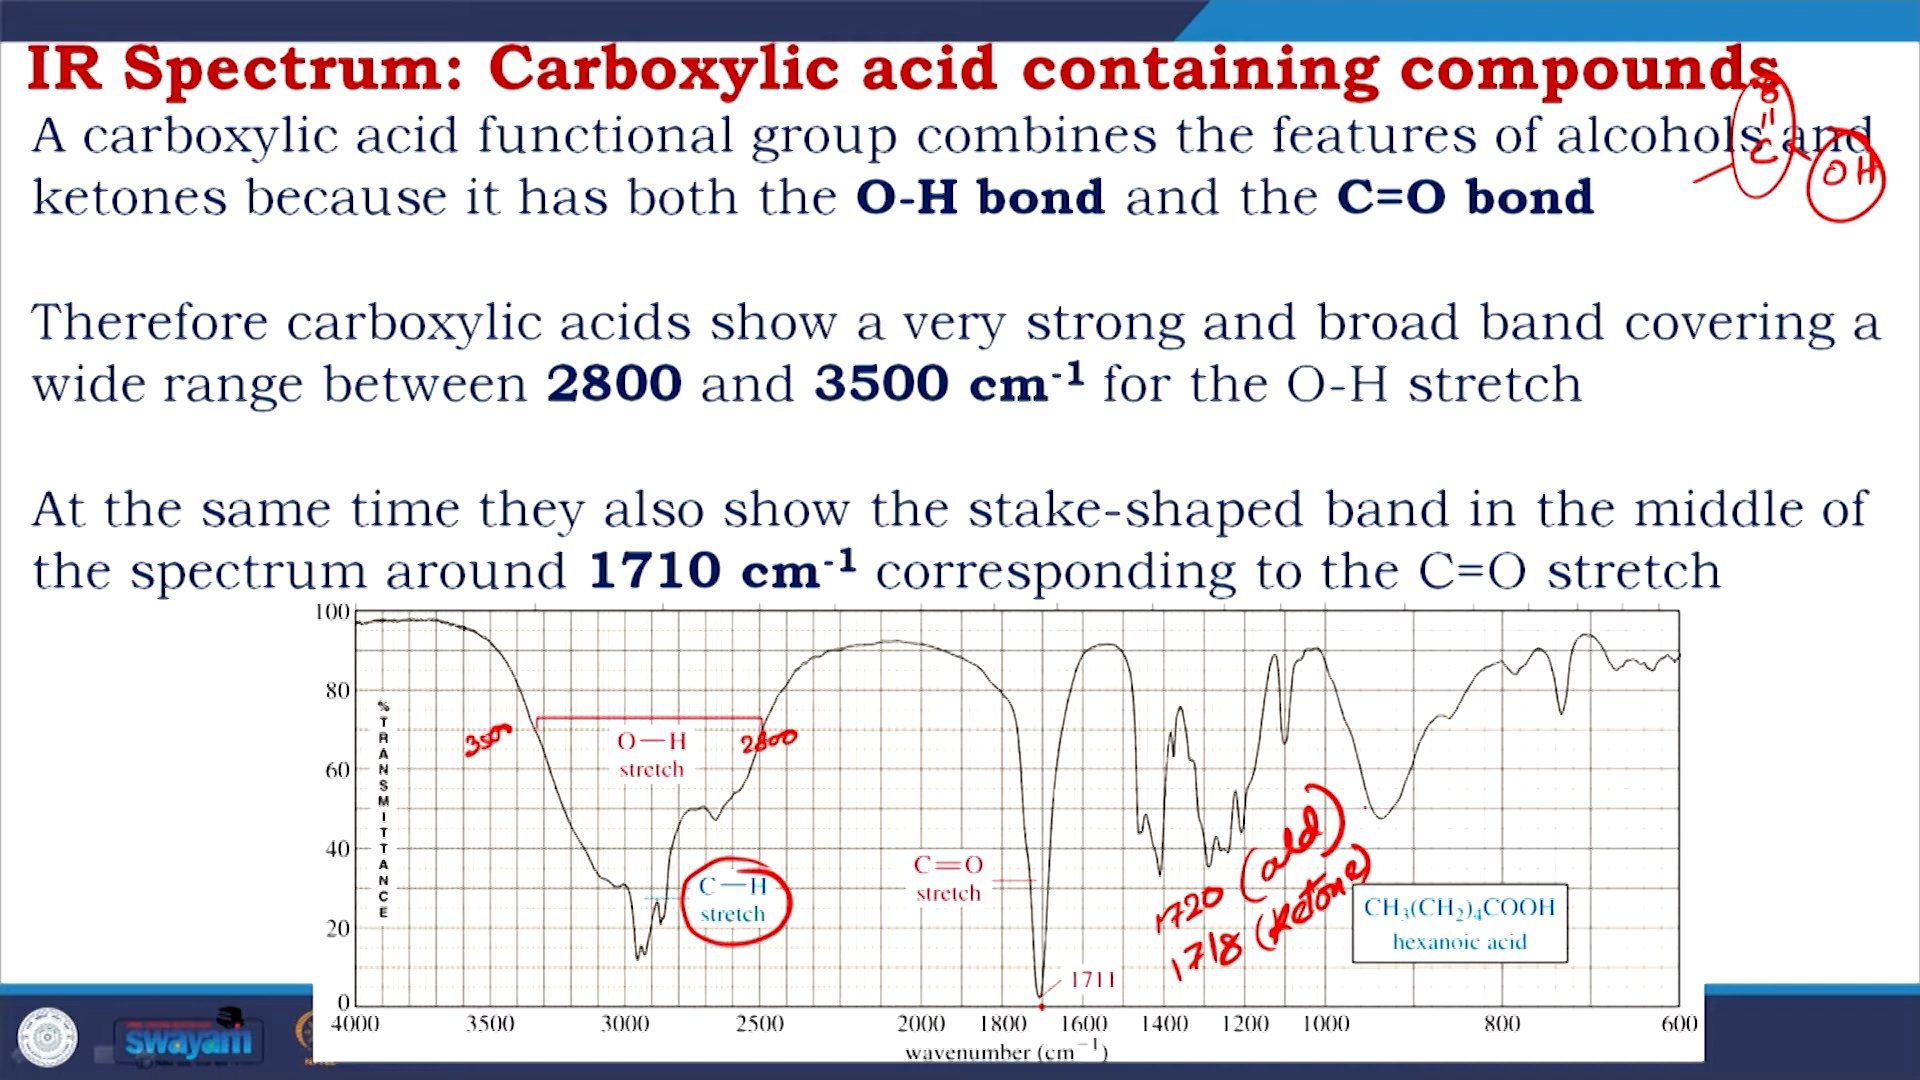 IR Spectrum: Carboxylic acid containing compounds
A carboxylic acid functional group combines the features of alcohols and
ketones because it has both the O-H bond and the C=O bond
O
=
C
OH
Therefore carboxylic acids show a very strong and broad band covering a
wide range between 2800 and 3500 cm⁻¹ for the O-H stretch
At the same time they also show the stake-shaped band in the middle of
the spectrum around 1710 cm⁻¹ corresponding to the C=O stretch
100
80
60
40
20
0
%TRANSMITTANCE
3500
O—H
stretch
2800
C—H
stretch
C=O
stretch
1711
1720 (ald)
1718 (Ketone)
CH₃(CH₂)₄COOH
hexanoic acid
4000 3500 3000 2500 2000 1800 1600 1400 1200 1000 800 600
wavenumber (cm⁻¹)
swayam